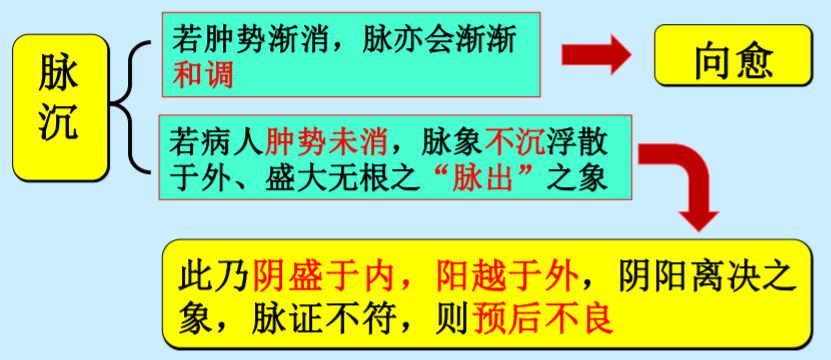 脉
沉
若肿势渐消，脉亦会渐渐
和调
向愈
若病人肿势未消，脉象不沉浮散
于外、盛大无根之“脉出”之象
此乃阴盛于内，阳越于外，阴阳离决之
象，脉证不符，则预后不良